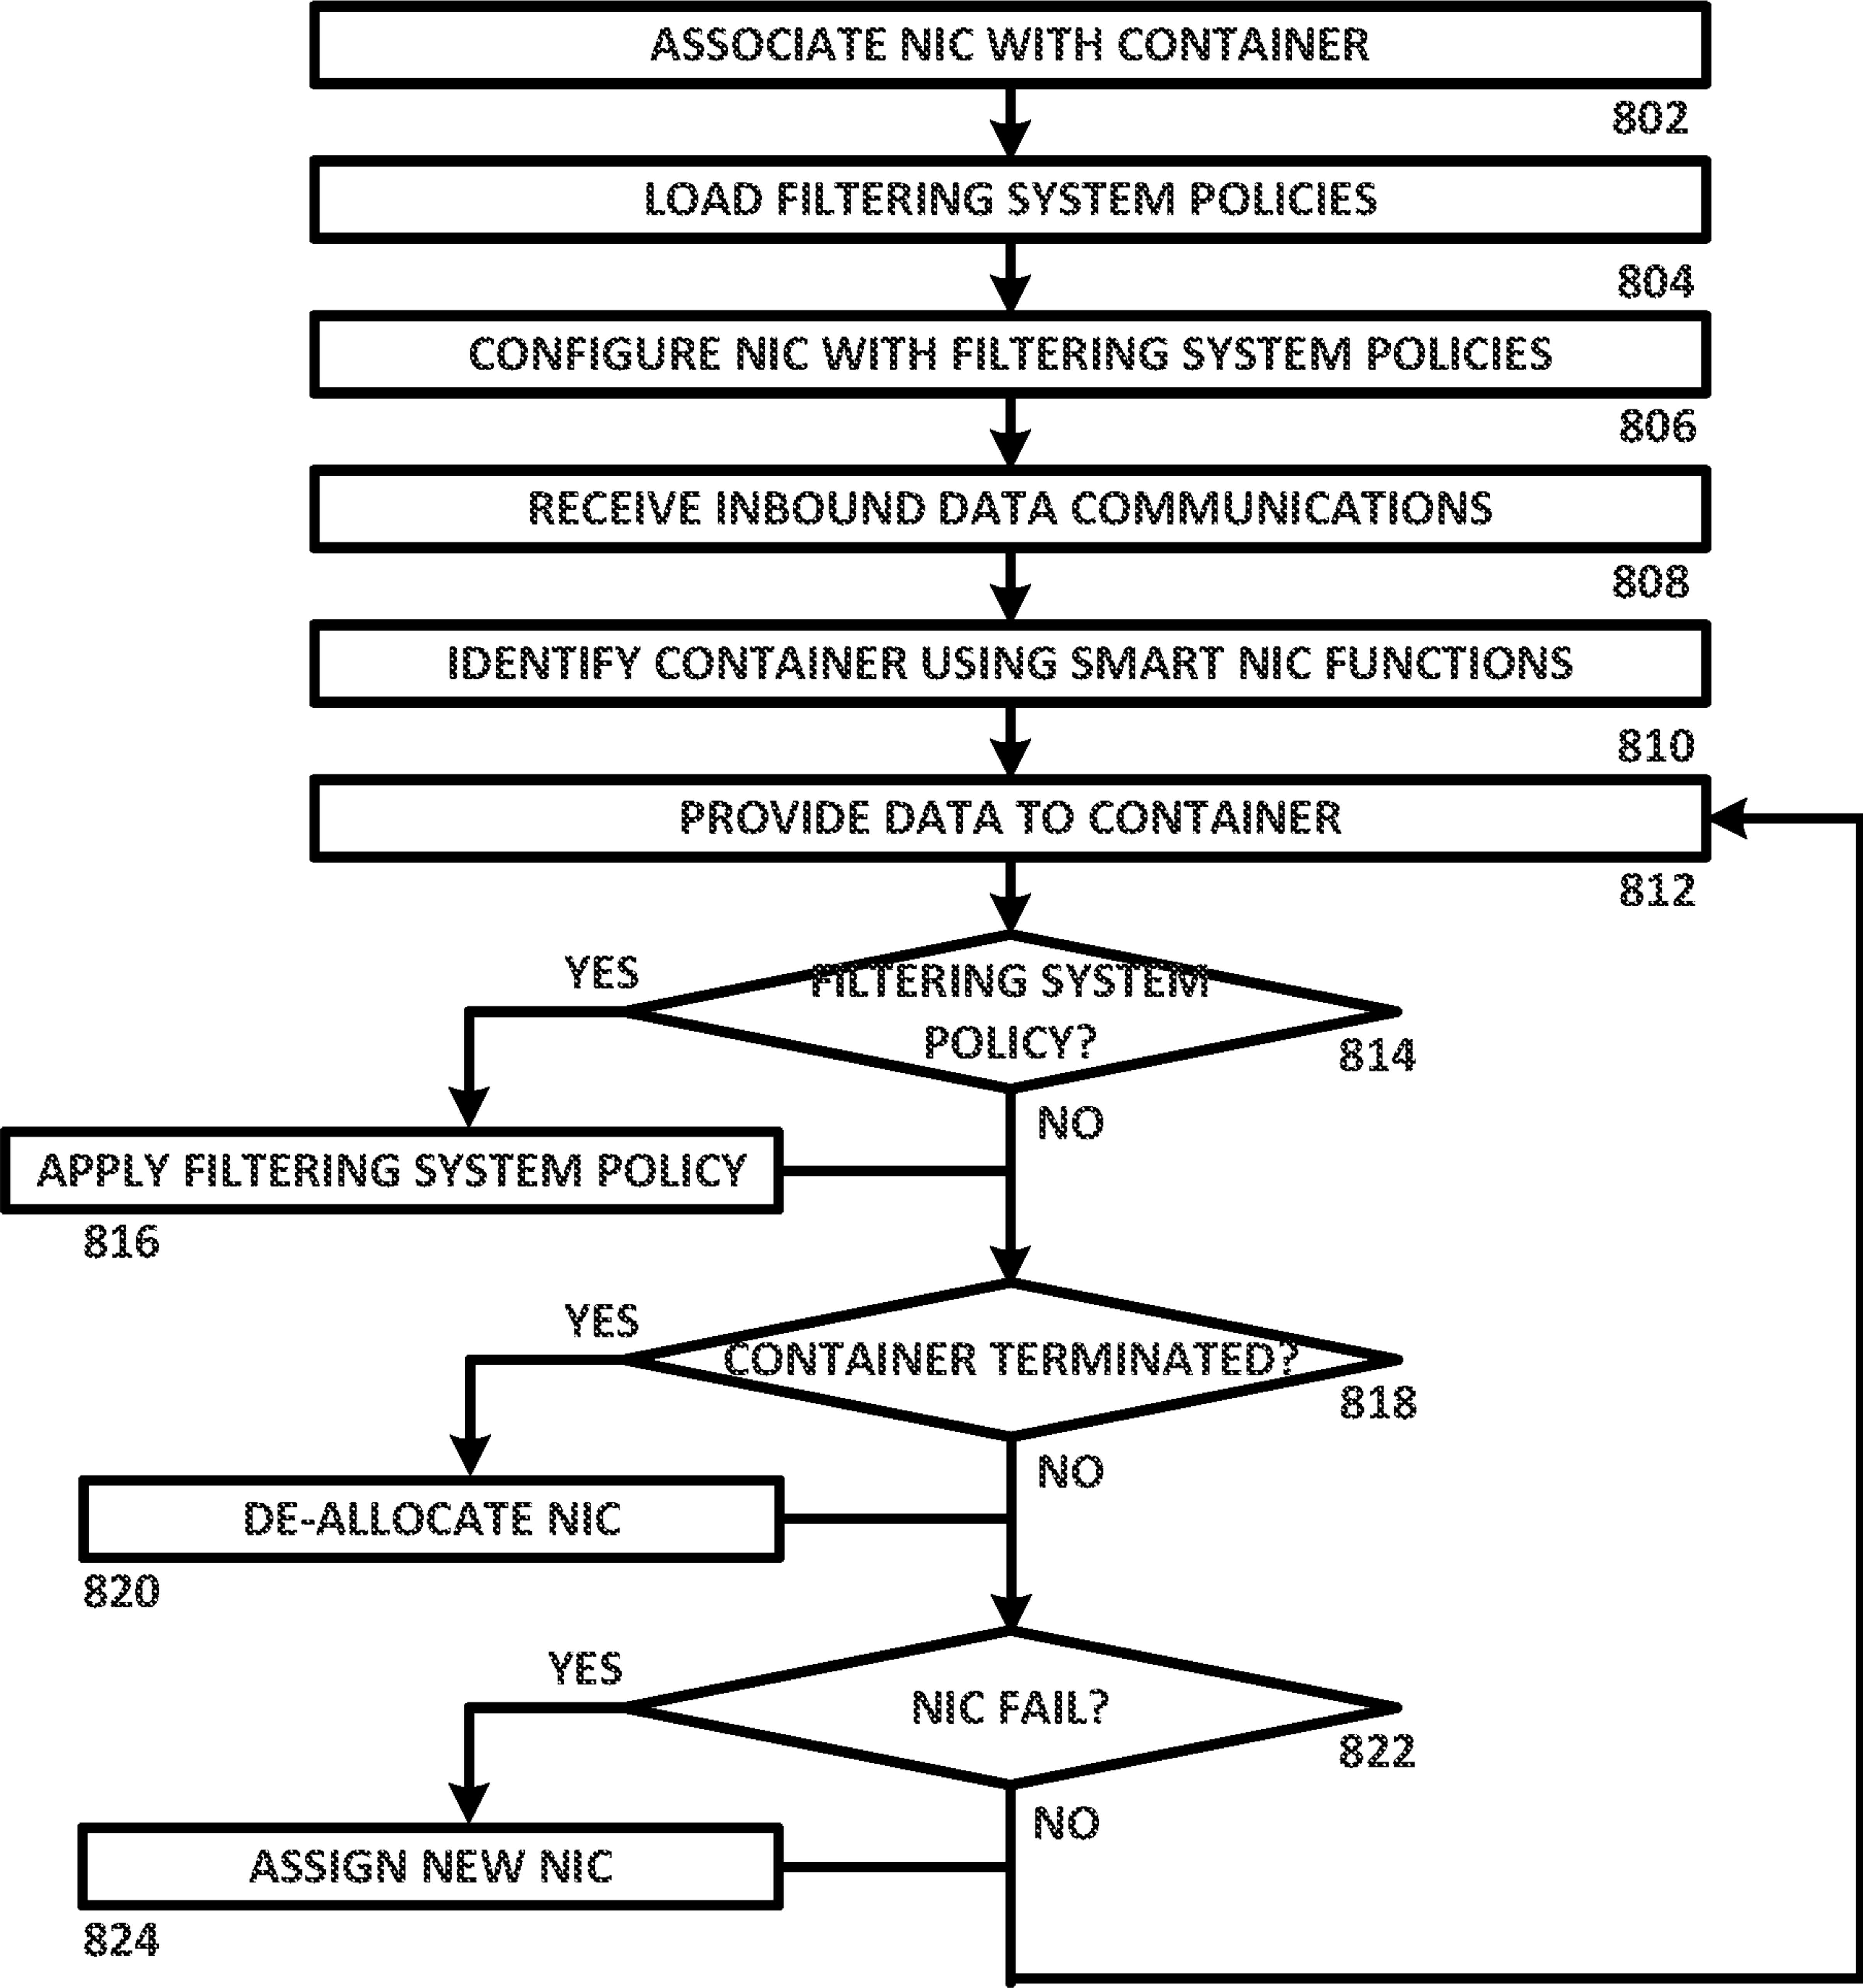 ASSOCIATE NIC WITH CONTAINER
802
LOAD FILTERING SYSTEM POLICIES
804
CONFIGURE NIC WITH FILTERING SYSTEM POLICIES
806
RECEIVE INBOUND DATA COMMUNICATIONS
808
IDENTIFY CONTAINER USING SMART NIC FUNCTIONS
810
PROVIDE DATA TO CONTAINER
812
YES
FILTERING SYSTEM
POLICY?
814
NO
APPLY FILTERING SYSTEM POLICY
816
YES
CONTAINER TERMINATED?
818
NO
DE-ALLOCATE NIC
820
YES
NIC FAIL?
822
NO
ASSIGN NEW NIC
824